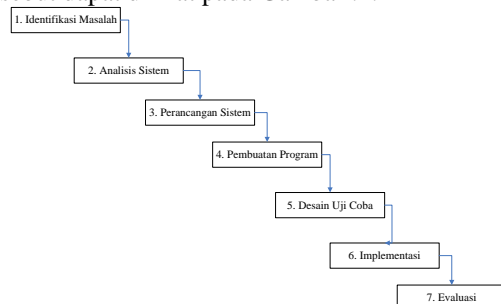 pada
1. Identifikasi Masalah
2. Analisis Sistem
3. Perancangan Sistem
4. Pembuatan Program
5. Desain Uji Coba
6. Implementasi
7. Evaluasi